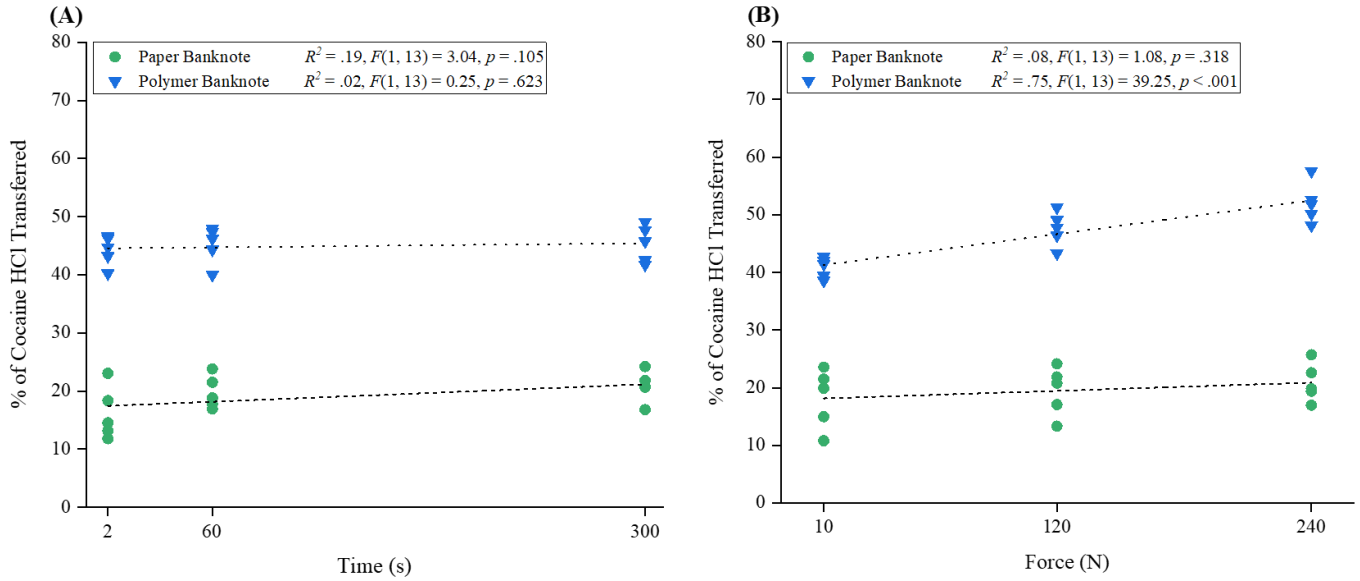 (A)
80
70
60
50
40
30
20
10
0
% of Cocaine HCl Transferred
Paper Banknote R² = .19, F(1, 13) = 3.04, p = .105
Polymer Banknote R² = .02, F(1, 13) = 0.25, p = .623
2 60 300
Time (s)
(B)
80
70
60
50
40
30
20
10
0
% of Cocaine HCl Transferred
Paper Banknote R² = .08, F(1, 13) = 1.08, p = .318
Polymer Banknote R² = .75, F(1, 13) = 39.25, p < .001
10 120 240
Force (N)